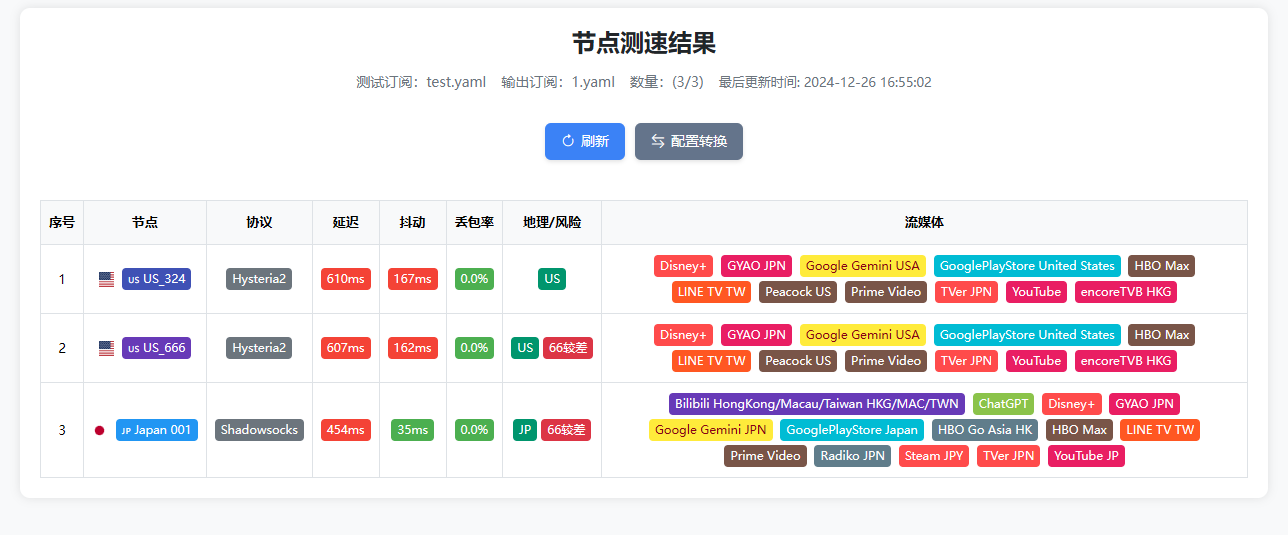 节点测速结果
测试订阅：test.yaml 输出订阅：1.yaml 数量：(3/3) 最后更新时间: 2024-12-26 16:55:02
刷新 配置转换
序号 节点 协议 延迟 抖动 丢包率 地理/风险 流媒体
1 US US_324 Hysteria2 610ms 167ms 0.0% US Disney+ GYAO JPN Google Gemini USA GooglePlayStore United States HBO Max
LINE TV TW Peacock US Prime Video TVer JPN YouTube encoreTVB HKG
2 US US_666 Hysteria2 607ms 162ms 0.0% US 66较差 Disney+ GYAO JPN Google Gemini USA GooglePlayStore United States HBO Max
LINE TV TW Peacock US Prime Video TVer JPN YouTube encoreTVB HKG
3 JP Japan 001 Shadowsocks 454ms 35ms 0.0% JP 66较差 Bilibili HongKong/Macau/Taiwan HKG/MAC/TWN ChatGPT Disney+ GYAO JPN
Google Gemini JPN GooglePlayStore Japan HBO Go Asia HK HBO Max LINE TV TW
Prime Video Radiko JPN Steam JPY TVer JPN YouTube JP